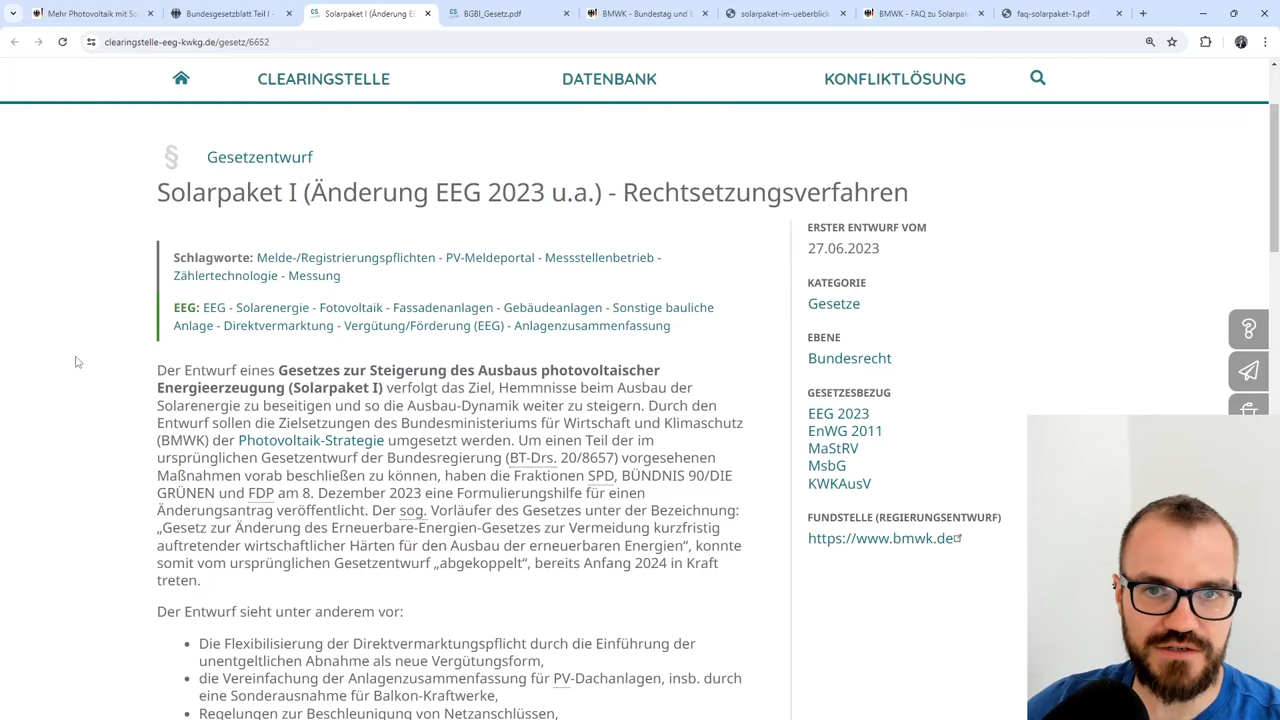 Mehr Photovoltaik mit So
Bundesgesetzblatt Teil I -
Solarpaket I (Änderung EE
BGBl_Gesetz.pdf
BMWK - Bundestag und B
solarpaket-im-ueberblick
BMWK - FAQ zu Solarpak
faq-solarpaket-1.pdf
clearingstelle-eeg-kwkg.de/gesetz/6652
CLEARINGSTELLE
DATENBANK
KONFLIKTLÖSUNG
§ Gesetzentwurf
Solarpaket I (Änderung EEG 2023 u.a.) - Rechtsetzungsverfahren
Schlagworte: Melde-/Registrierungspflichten - PV-Meldeportal - Messstellenbetrieb -
Zählertechnologie - Messung
EEG: EEG - Solarenergie - Fotovoltaik - Fassadenanlagen - Gebäudeanlagen - Sonstige bauliche
Anlage - Direktvermarktung - Vergütung/Förderung (EEG) - Anlagenzusammenfassung
Der Entwurf eines Gesetzes zur Steigerung des Ausbaus photovoltaischer
Energieerzeugung (Solarpaket I) verfolgt das Ziel, Hemmnisse beim Ausbau der
Solarenergie zu beseitigen und so die Ausbau-Dynamik weiter zu steigern. Durch den
Entwurf sollen die Zielsetzungen des Bundesministeriums für Wirtschaft und Klimaschutz
(BMWK) der Photovoltaik-Strategie umgesetzt werden. Um einen Teil der im
ursprünglichen Gesetzentwurf der Bundesregierung (BT-Drs. 20/8657) vorgesehenen
Maßnahmen vorab beschließen zu können, haben die Fraktionen SPD, BÜNDNIS 90/DIE
GRÜNEN und FDP am 8. Dezember 2023 eine Formulierungshilfe für einen
Änderungsantrag veröffentlicht. Der sog. Vorläufer des Gesetzes unter der Bezeichnung:
„Gesetz zur Änderung des Erneuerbare-Energien-Gesetzes zur Vermeidung kurzfristig
auftretender wirtschaftlicher Härten für den Ausbau der erneuerbaren Energien“, konnte
somit vom ursprünglichen Gesetzentwurf „abgekoppelt“, bereits Anfang 2024 in Kraft
treten.
Der Entwurf sieht unter anderem vor:
• Die Flexibilisierung der Direktvermarktungspflicht durch die Einführung der
unentgeltlichen Abnahme als neue Vergütungsform,
• die Vereinfachung der Anlagenzusammenfassung für PV-Dachanlagen, insb. durch
eine Sonderausnahme für Balkon-Kraftwerke,
• Regelungen zur Beschleunigung von Netzanschlüssen,
ERSTER ENTWURF VOM
27.06.2023
KATEGORIE
Gesetze
EBENE
Bundesrecht
GESETZESBEZUG
EEG 2023
EnWG 2011
MaStRV
MsbG
KWKAusV
FUNDSTELLE (REGIERUNGSENTWURF)
https://www.bmwk.de